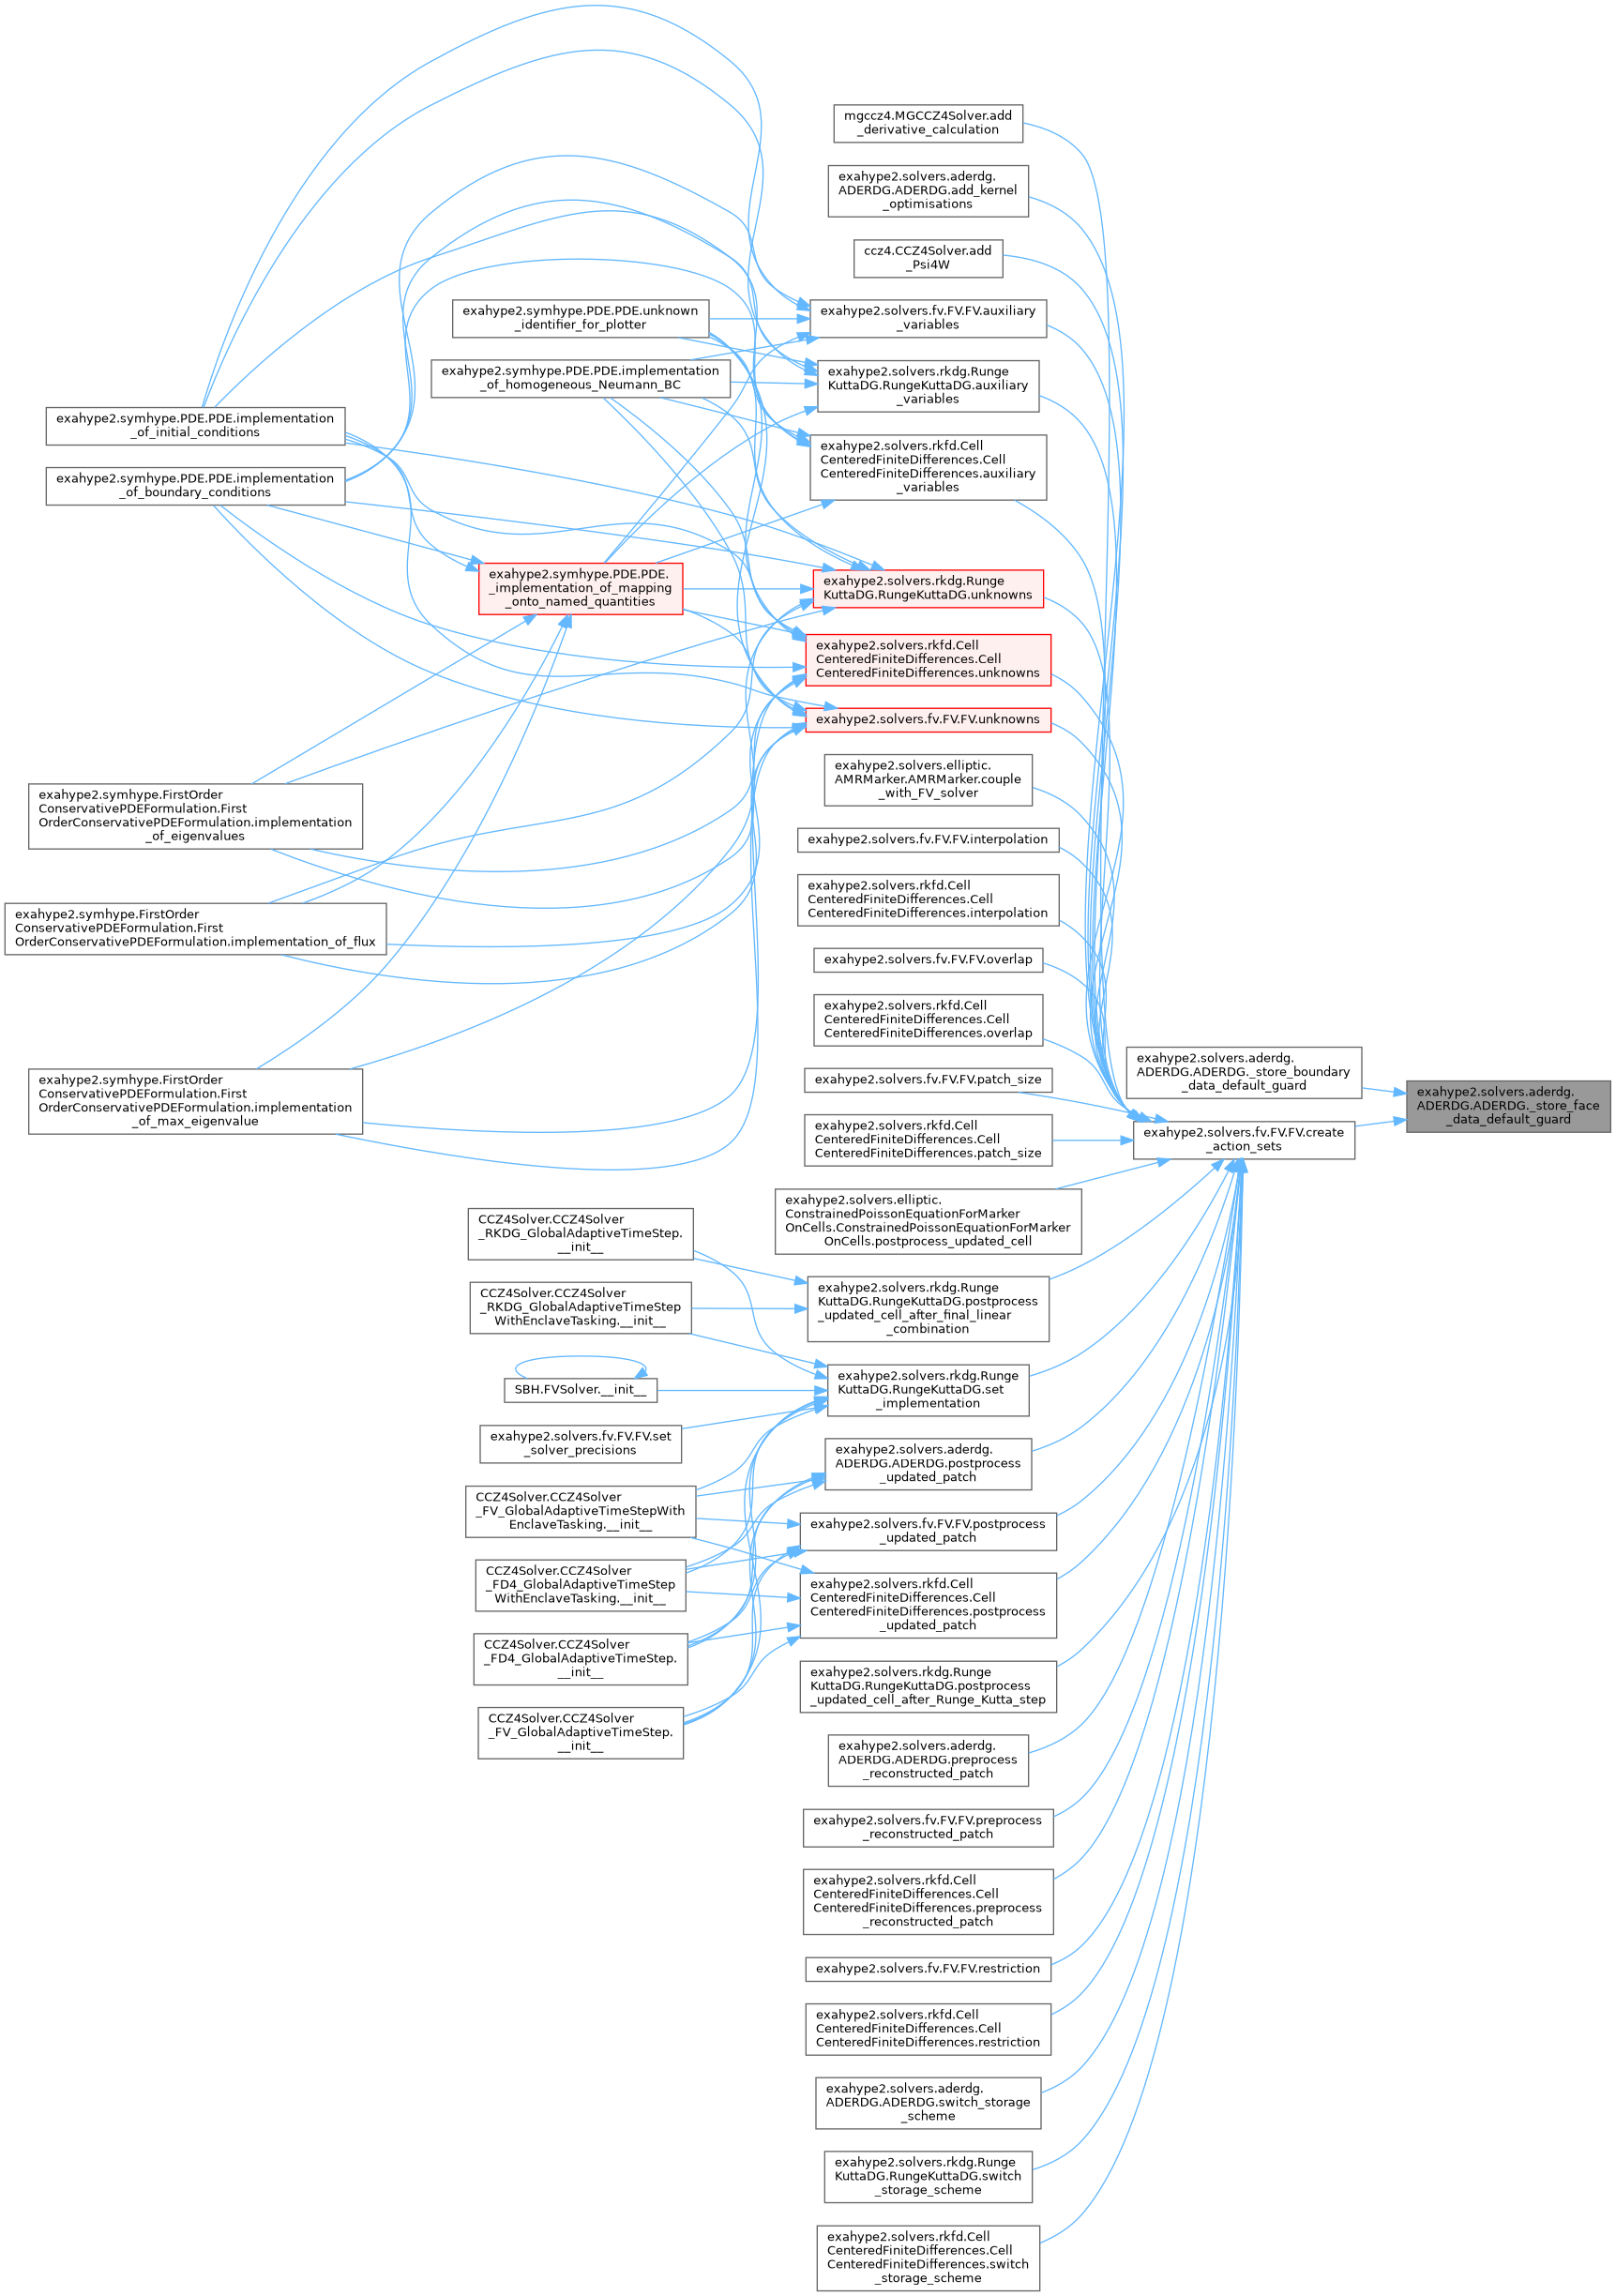 mgccz4.MGCCZ4Solver.add
_derivative_calculation
exahype2.solvers.aderdg.
ADERDG.ADERDG.add_kernel
_optimisations
ccz4.CCZ4Solver.add
_Psi4W
exahype2.solvers.fv.FV.FV.auxiliary
_variables
exahype2.solvers.rkdg.Runge
KuttaDG.RungeKuttaDG.auxiliary
_variables
exahype2.solvers.rkfd.Cell
CenteredFiniteDifferences.Cell
CenteredFiniteDifferences.auxiliary
_variables
exahype2.symhype.PDE.PDE.unknown
_identifier_for_plotter
exahype2.symhype.PDE.PDE.implementation
_of_homogeneous_Neumann_BC
exahype2.symhype.PDE.PDE.implementation
_of_initial_conditions
exahype2.symhype.PDE.PDE.implementation
_of_boundary_conditions
exahype2.symhype.PDE.PDE.
_implementation_of_mapping
_onto_named_quantities
exahype2.solvers.rkdg.Runge
KuttaDG.RungeKuttaDG.unknowns
exahype2.solvers.rkfd.Cell
CenteredFiniteDifferences.Cell
CenteredFiniteDifferences.unknowns
exahype2.solvers.fv.FV.FV.unknowns
exahype2.symhype.FirstOrder
ConservativePDEFormulation.First
OrderConservativePDEFormulation.implementation
_of_eigenvalues
exahype2.symhype.FirstOrder
ConservativePDEFormulation.First
OrderConservativePDEFormulation.implementation_of_flux
exahype2.symhype.FirstOrder
ConservativePDEFormulation.First
OrderConservativePDEFormulation.implementation
_of_max_eigenvalue
exahype2.solvers.elliptic.
AMRMarker.AMRMarker.couple
_with_FV_solver
exahype2.solvers.fv.FV.FV.interpolation
exahype2.solvers.rkfd.Cell
CenteredFiniteDifferences.Cell
CenteredFiniteDifferences.interpolation
exahype2.solvers.fv.FV.FV.overlap
exahype2.solvers.rkfd.Cell
CenteredFiniteDifferences.Cell
CenteredFiniteDifferences.overlap
exahype2.solvers.fv.FV.FV.patch_size
exahype2.solvers.rkfd.Cell
CenteredFiniteDifferences.Cell
CenteredFiniteDifferences.patch_size
exahype2.solvers.aderdg.
ADERDG.ADERDG._store_boundary
_data_default_guard
exahype2.solvers.aderdg.
ADERDG.ADERDG._store_face
_data_default_guard
exahype2.solvers.fv.FV.FV.create
_action_sets
exahype2.solvers.elliptic.
ConstrainedPoissonEquationForMarker
OnCells.ConstrainedPoissonEquationForMarker
OnCells.postprocess_updated_cell
exahype2.solvers.rkdg.Runge
KuttaDG.RungeKuttaDG.postprocess
_updated_cell_after_final_linear
_combination
exahype2.solvers.rkdg.Runge
KuttaDG.RungeKuttaDG.set
_implementation
CCZ4Solver.CCZ4Solver
_RKDG_GlobalAdaptiveTimeStep.
__init__
CCZ4Solver.CCZ4Solver
_RKDG_GlobalAdaptiveTimeStep
WithEnclaveTasking.__init__
SBH.FVSolver.__init__
exahype2.solvers.fv.FV.FV.set
_solver_precisions
CCZ4Solver.CCZ4Solver
_FV_GlobalAdaptiveTimeStepWith
EnclaveTasking.__init__
CCZ4Solver.CCZ4Solver
_FD4_GlobalAdaptiveTimeStep
WithEnclaveTasking.__init__
CCZ4Solver.CCZ4Solver
_FD4_GlobalAdaptiveTimeStep.
__init__
CCZ4Solver.CCZ4Solver
_FV_GlobalAdaptiveTimeStep.
__init__
exahype2.solvers.aderdg.
ADERDG.ADERDG.postprocess
_updated_patch
exahype2.solvers.fv.FV.FV.postprocess
_updated_patch
exahype2.solvers.rkfd.Cell
CenteredFiniteDifferences.Cell
CenteredFiniteDifferences.postprocess
_updated_patch
exahype2.solvers.rkdg.Runge
KuttaDG.RungeKuttaDG.postprocess
_updated_cell_after_Runge_Kutta_step
exahype2.solvers.aderdg.
ADERDG.ADERDG.preprocess
_reconstructed_patch
exahype2.solvers.fv.FV.FV.preprocess
_reconstructed_patch
exahype2.solvers.rkfd.Cell
CenteredFiniteDifferences.Cell
CenteredFiniteDifferences.preprocess
_reconstructed_patch
exahype2.solvers.fv.FV.FV.restriction
exahype2.solvers.rkfd.Cell
CenteredFiniteDifferences.Cell
CenteredFiniteDifferences.restriction
exahype2.solvers.aderdg.
ADERDG.ADERDG.switch_storage
_scheme
exahype2.solvers.rkdg.Runge
KuttaDG.RungeKuttaDG.switch
_storage_scheme
exahype2.solvers.rkfd.Cell
CenteredFiniteDifferences.Cell
CenteredFiniteDifferences.switch
_storage_scheme